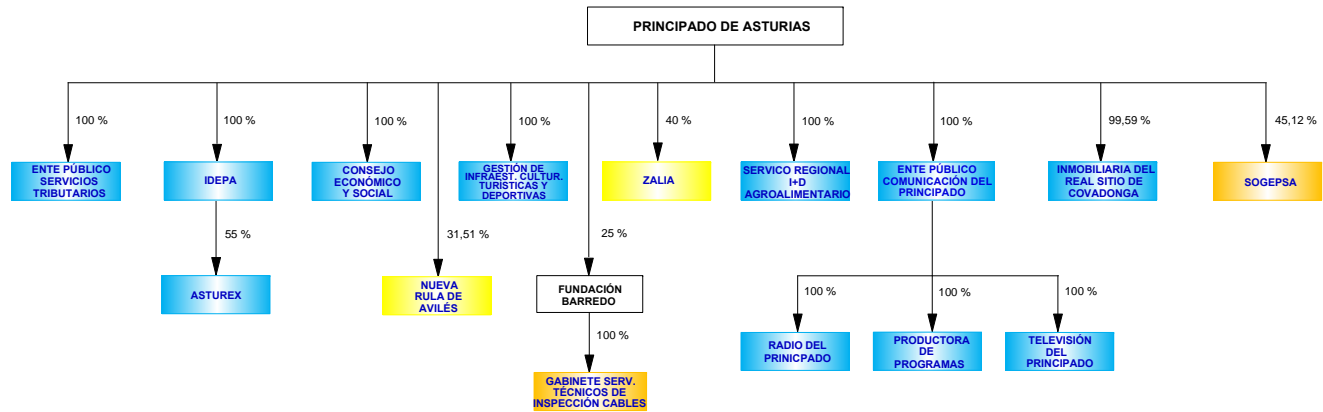 PRINCIPADO DE ASTURIAS
100 %
100 %
100 %
100 %
40 %
100 %
100 %
99,59 %
45,12 %
ENTE PÚBLICO
SERVICIOS
TRIBUTARIOS
IDEPA
CONSEJO
ECONÓMICO
Y SOCIAL
GESTIÓN DE
INFRAEST. CULTUR.
TURÍSTICAS Y
DEPORTIVAS
ZALIA
SERVICO REGIONAL
I+D
AGROALIMENTARIO
ENTE PÚBLICO
COMUNICACIÓN DEL
PRINCIPADO
INMOBILIARIA DEL
REAL SITIO DE
COVADONGA
SOGEPSA
55 %
31,51 %
25 %
ASTUREX
NUEVA
RULA DE
AVILÉS
FUNDACIÓN
BARREDO
100 %
100 %
100 %
100 %
RADIO DEL
PRINICPADO
PRODUCTORA
DE
PROGRAMAS
TELEVISIÓN
DEL
PRINCIPADO
GABINETE SERV.
TÉCNICOS DE
INSPECCIÓN CABLES